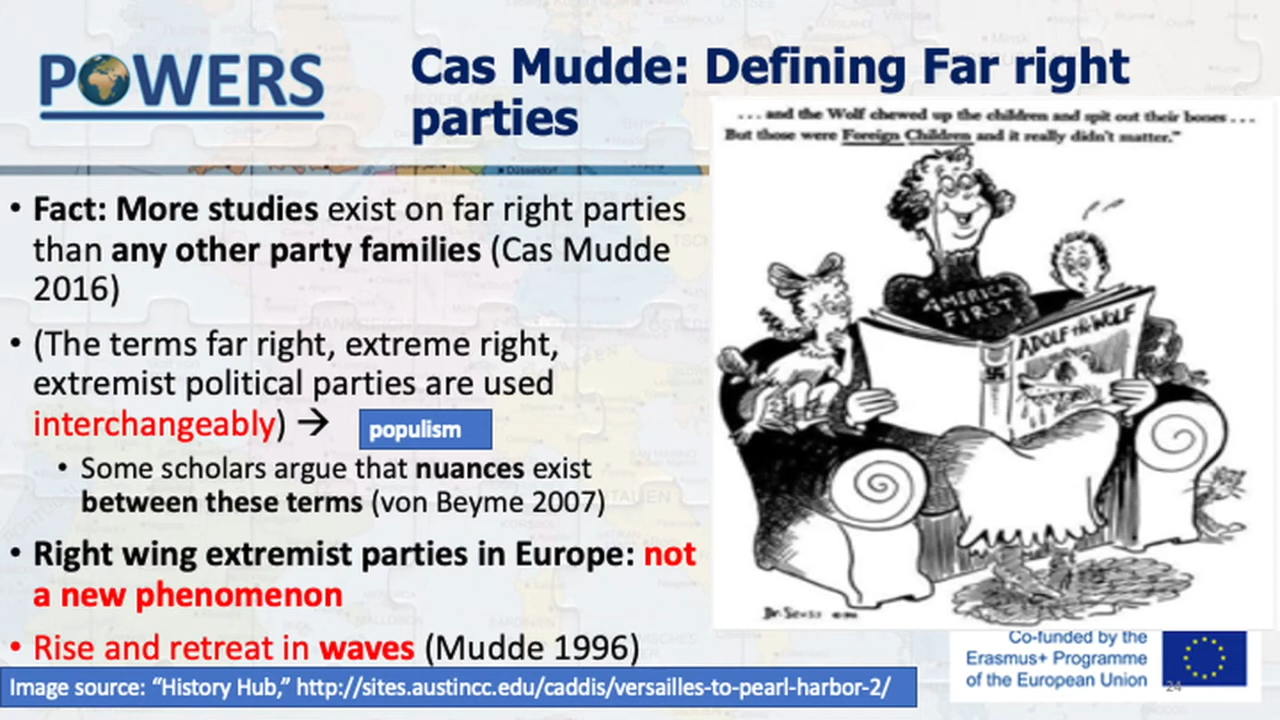 POWERS
Cas Mudde: Defining Far right
parties
• Fact: More studies exist on far right parties
than any other party families (Cas Mudde
2016)
• (The terms far right, extreme right,
extremist political parties are used
interchangeably) → populism
• Some scholars argue that nuances exist
between these terms (von Beyme 2007)
• Right wing extremist parties in Europe: not
a new phenomenon
• Rise and retreat in waves (Mudde 1996)
Image source: “History Hub,” http://sites.austincc.edu/caddis/versailles-to-pearl-harbor-2/
... and the Wolf chewed up the children and spit out their bones ...
But those were Foreign Children and it really didn't matter."
AMERICA
FIRST
ADOLF the WOLF
Dr. Seuss
Co-funded by the
Erasmus+ Programme
of the European Union
24